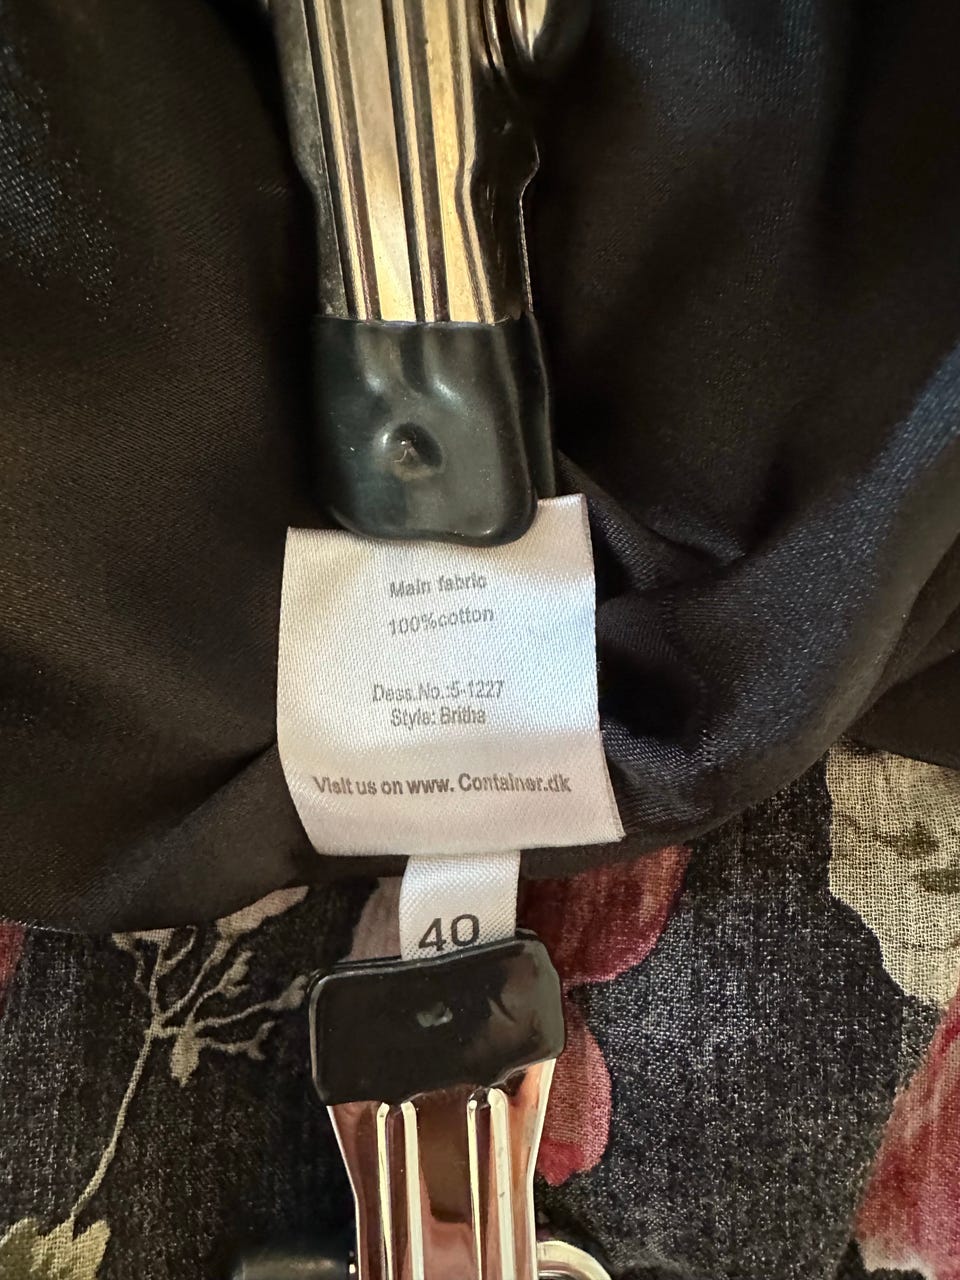 Main fabric
100%cotton
Dess.No.:5-1227
Style: Britha
Visit us on www. Container.dk
40